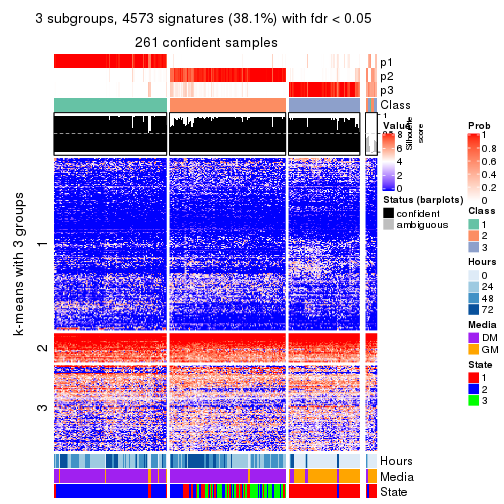 3 subgroups, 4573 signatures (38.1%) with fdr < 0.05
261 confident samples
p1
p2
p3
Class
1
Silhouette
score
k-means with 3 groups
1
2
3
Hours
Media
State
Value
8
6
4
2
0
Status (barplots)
confident
ambiguous
Prob
1
0.8
0.6
0.4
0.2
0
Class
1
2
3
Hours
0
24
48
72
Media
DM
GM
State
1
2
3